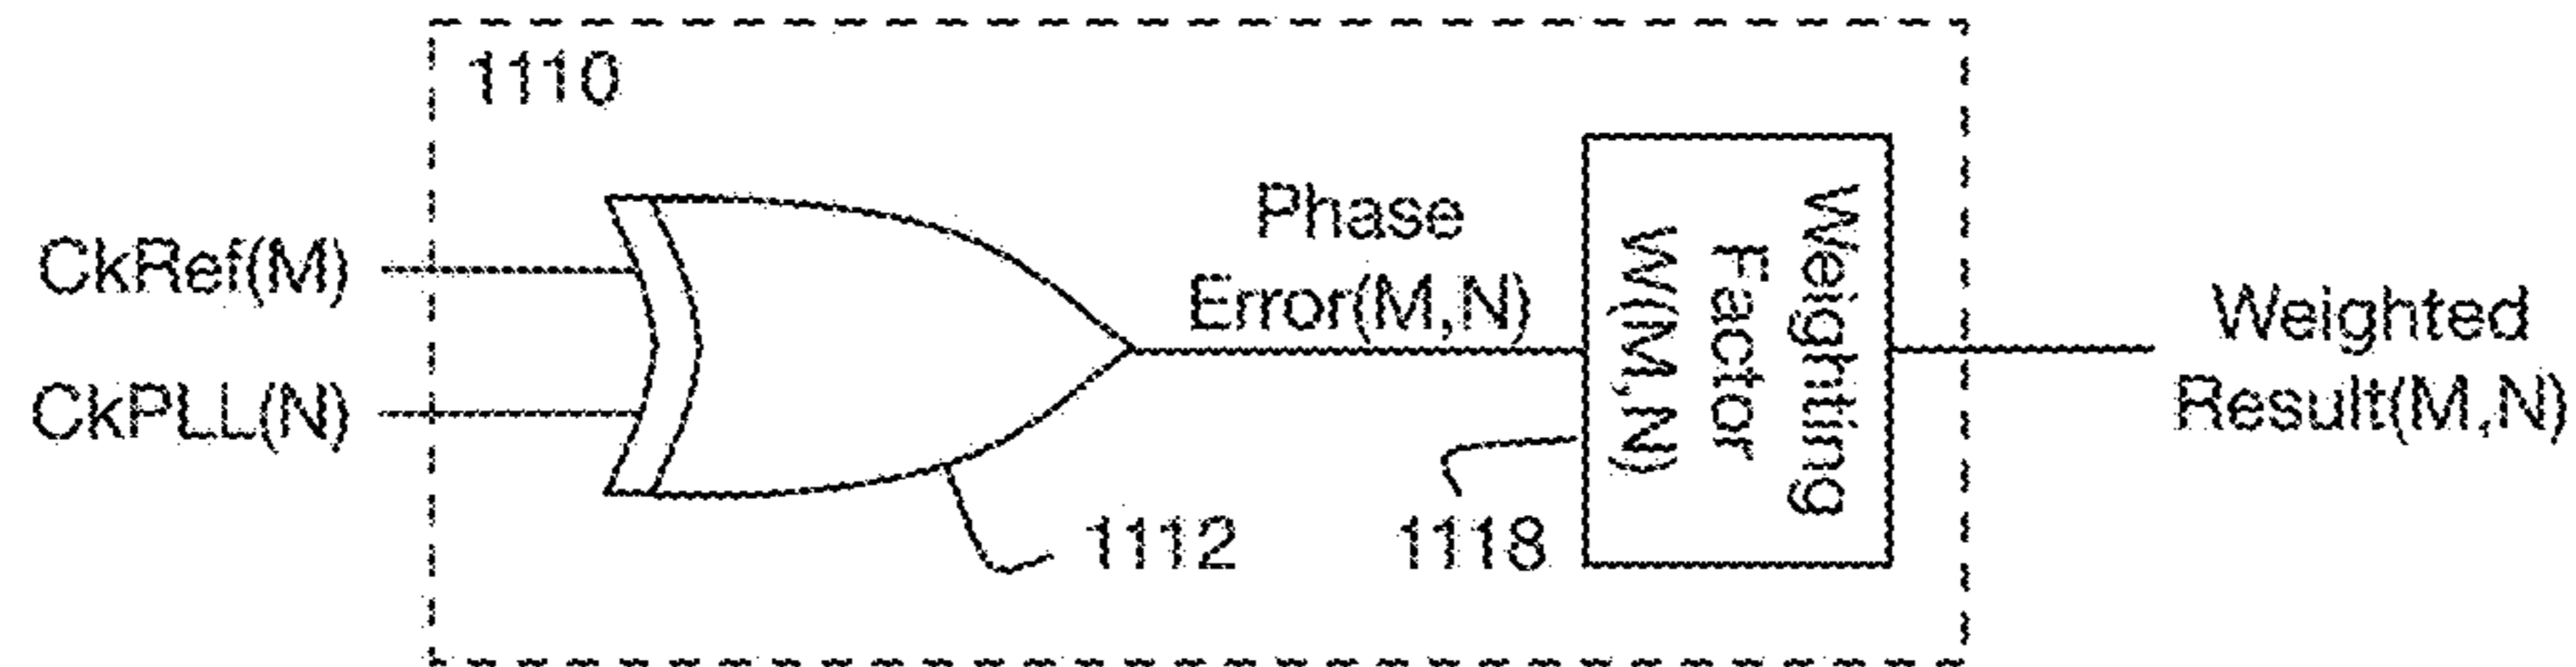 1110
CkRef(M)
CkPLL(N)
Phase
Error(M,N)
1112
1118
Weighting
Factor
W(M,N)
Weighted
Result(M,N)